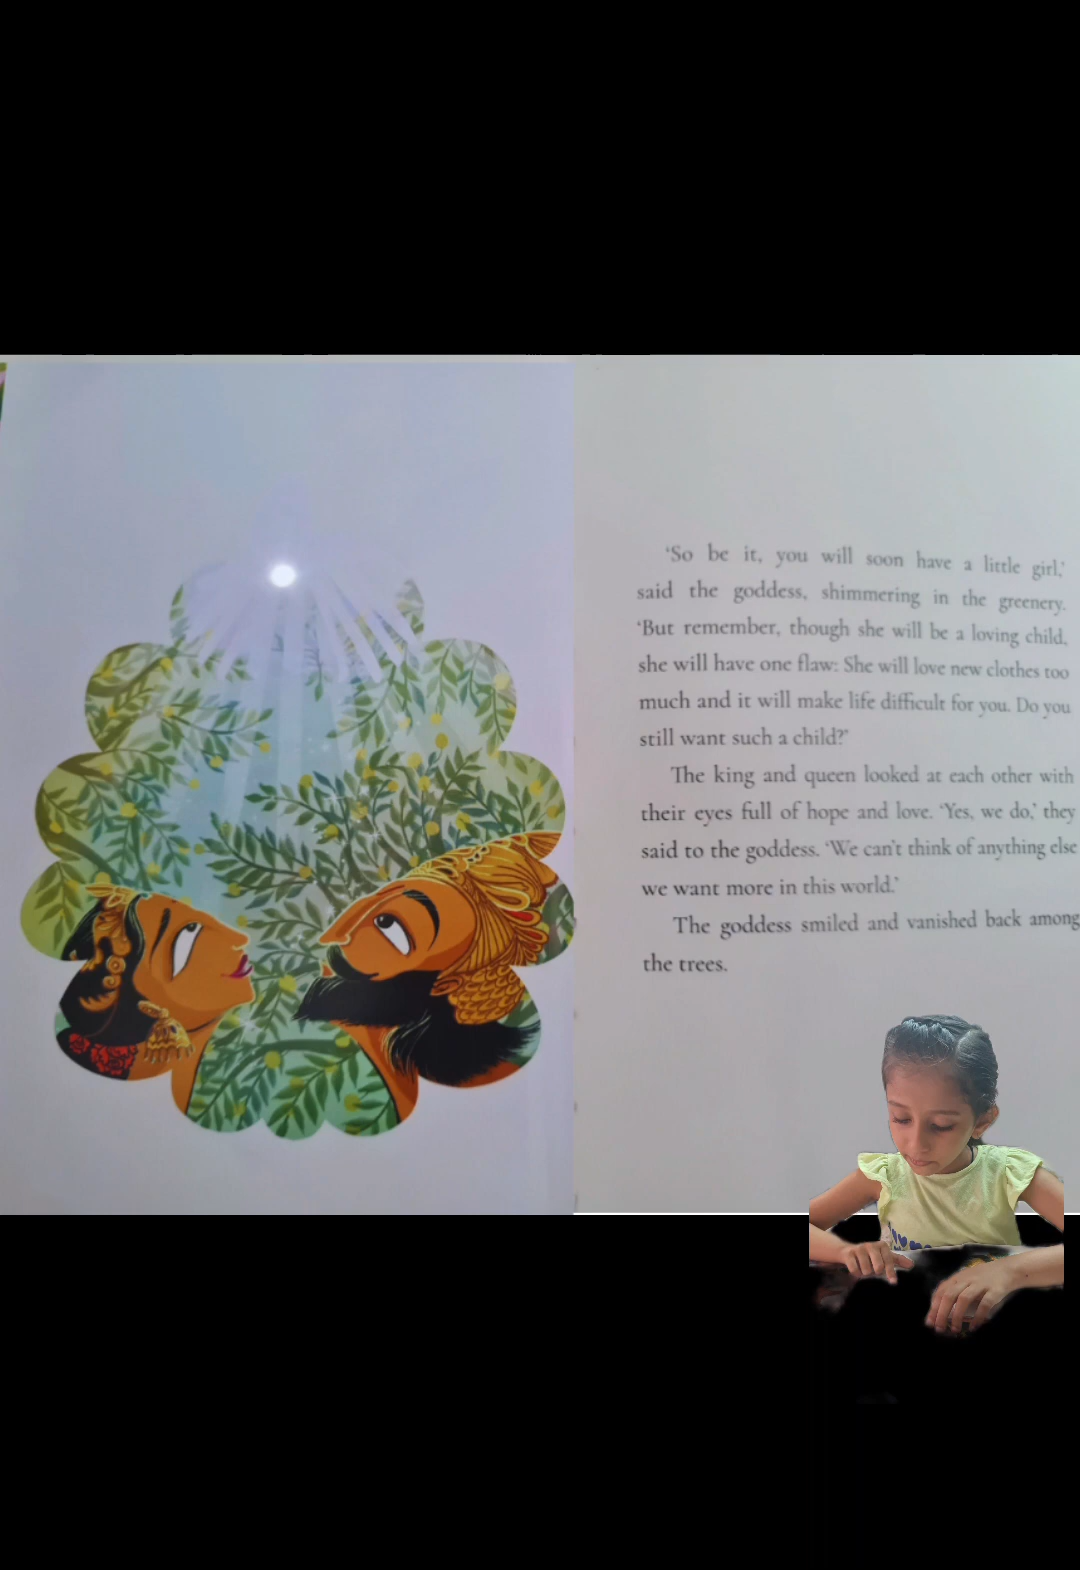 ‘So be it, you will soon have a little girl,’
said the goddess, shimmering in the greenery.
‘But remember, though she will be a loving child,
she will have one flaw: She will love new clothes too
much and it will make life difficult for you. Do you
still want such a child?’
The king and queen looked at each other with
their eyes full of hope and love. ‘Yes, we do,’ they
said to the goddess. ‘We can’t think of anything else
we want more in this world.’
The goddess smiled and vanished back among
the trees.